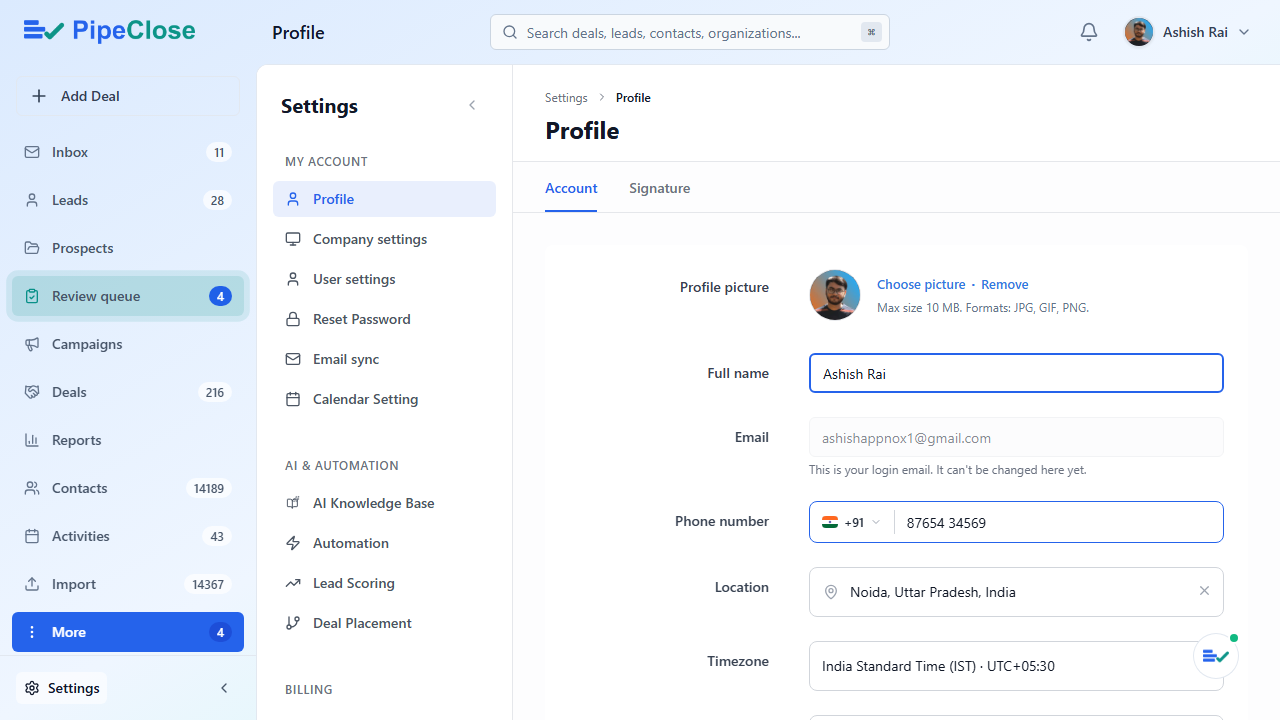 PipeClose
Profile
Search deals, leads, contacts, organizations...
⌘
Ashish Rai
Add Deal
Inbox
11
Leads
28
Prospects
Review queue
4
Campaigns
Deals
216
Reports
Contacts
14189
Activities
43
Import
14367
More
4
Settings
Settings
MY ACCOUNT
Profile
Company settings
User settings
Reset Password
Email sync
Calendar Setting
AI & AUTOMATION
AI Knowledge Base
Automation
Lead Scoring
Deal Placement
BILLING
Settings > Profile
Profile
Account
Signature
Profile picture
Choose picture · Remove
Max size 10 MB. Formats: JPG, GIF, PNG.
Full name
Ashish Rai
Email
ashishappnox1@gmail.com
This is your login email. It can't be changed here yet.
Phone number
+91
87654 34569
Location
Noida, Uttar Pradesh, India
Timezone
India Standard Time (IST) · UTC+05:30